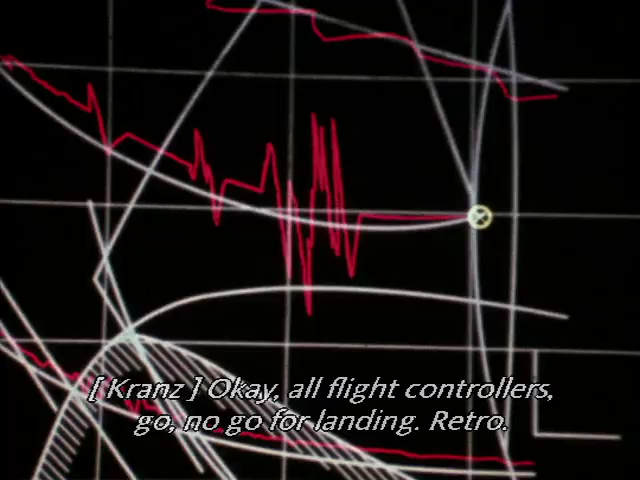 [ Kranz ] Okay, all flight controllers,
go, no go for landing. Retro.